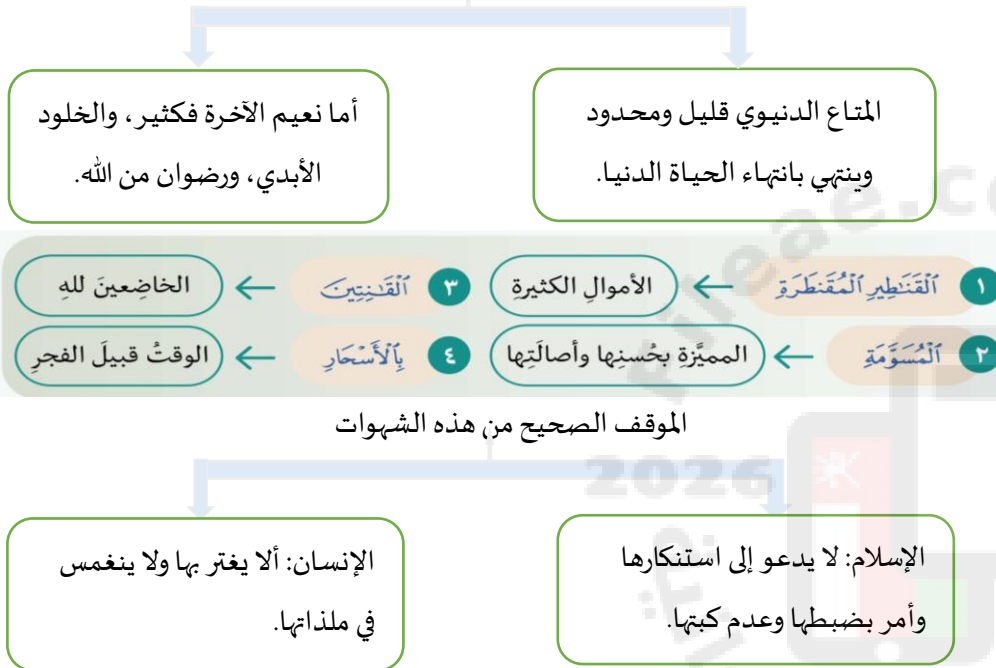 المتاع الدنيوي قليل ومحدود
وينتهي بانتهاء الحياة الدنيا.
أما نعيم الآخرة فكثير، والخلود
الأبدي، ورضوان من الله.
١ ٱلۡقَنَٰطِيرِ ٱلۡمُقَنطَرَةِ ← الأموالِ الكثيرةِ
٣ ٱلۡقَٰنِتِينَ ← الخاضِعينَ للهِ
٢ ٱلۡمُسَوَّمَةِ ← المميَّزةِ بحُسنِها وأصالَتِها
٤ بِٱلۡأَسۡحَارِ ← الوقتُ قبيلَ الفجرِ
الموقف الصحيح من هذه الشهوات
الإسلام: لا يدعو إلى استنكارها
وأمر بضبطها وعدم كبتها.
الإنسان: ألا يغتر بها ولا ينغمس
في ملذاتها.
2026